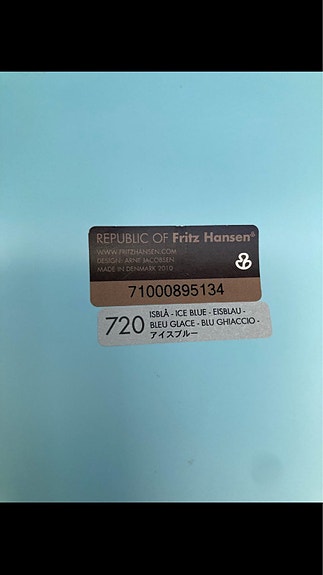 REPUBLIC OF Fritz Hansen®
WWW.FRITZHANSEN.COM
DESIGN: ARNE JACOBSEN
MADE IN DENMARK 2010
71000895134
720
ISBLÅ - ICE BLUE - EISBLAU -
BLEU GLACE - BLU GHIACCIO -
アイスブルー